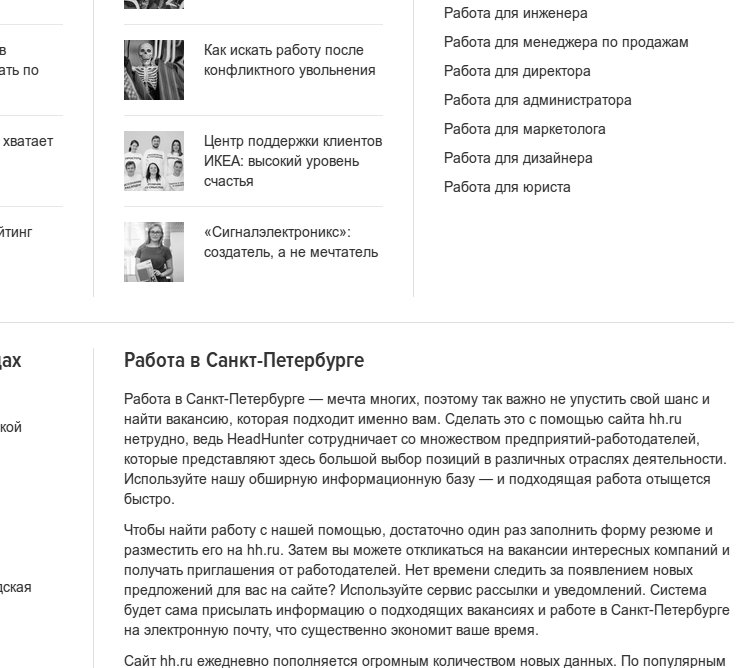 в
ать по
хватает
йтинг
Как искать работу после
конфликтного увольнения
Центр поддержки клиентов
ИКЕА: высокий уровень
счастья
«Сигналэлектроникс»:
создатель, а не мечтатель
Работа для инженера
Работа для менеджера по продажам
Работа для директора
Работа для администратора
Работа для маркетолога
Работа для дизайнера
Работа для юриста
дах
кой
дская
Работа в Санкт-Петербурге
Работа в Санкт-Петербурге — мечта многих, поэтому так важно не упустить свой шанс и
найти вакансию, которая подходит именно вам. Сделать это с помощью сайта hh.ru
нетрудно, ведь HeadHunter сотрудничает со множеством предприятий-работодателей,
которые представляют здесь большой выбор позиций в различных отраслях деятельности.
Используйте нашу обширную информационную базу — и подходящая работа отыщется
быстро.
Чтобы найти работу с нашей помощью, достаточно один раз заполнить форму резюме и
разместить его на hh.ru. Затем вы можете откликаться на вакансии интересных компаний и
получать приглашения от работодателей. Нет времени следить за появлением новых
предложений для вас на сайте? Используйте сервис рассылки и уведомлений. Система
будет сама присылать информацию о подходящих вакансиях и работе в Санкт-Петербурге
на электронную почту, что существенно экономит ваше время.
Сайт hh.ru ежедневно пополняется огромным количеством новых данных. По популярным